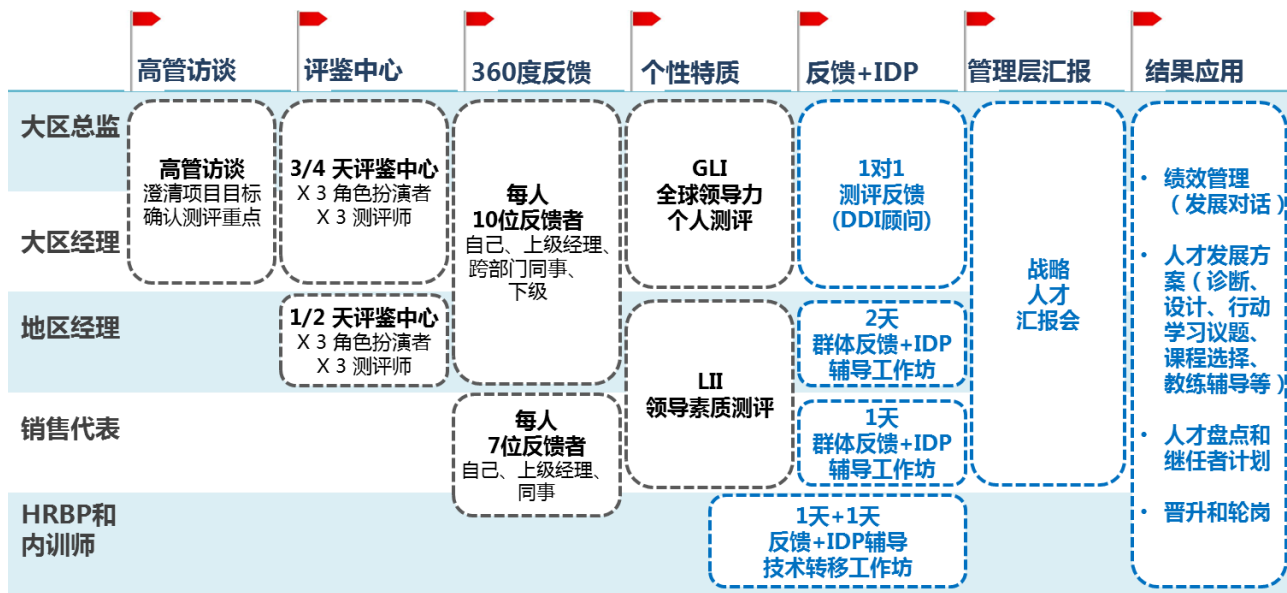 高管访谈
评鉴中心
360度反馈
个性特质
反馈+IDP
管理层汇报
结果应用
大区总监
大区经理
地区经理
销售代表
HRBP和
内训师
高管访谈
澄清项目目标
确认测评重点
3/4 天评鉴中心
X 3 角色扮演者
X 3 测评师
1/2 天评鉴中心
X 3 角色扮演者
X 3 测评师
每人
10位反馈者
自己、上级经理、
跨部门同事、
下级
每人
7位反馈者
自己、上级经理、
同事
GLI
全球领导力
个人测评
LII
领导素质测评
1对1
测评反馈
(DDI顾问)
2天
群体反馈+IDP
辅导工作坊
1天
群体反馈+IDP
辅导工作坊
1天+1天
反馈+IDP辅导
技术转移工作坊
战略
人才
汇报会
• 绩效管理
（发展对话）
• 人才发展方
案（诊断、
设计、行动
学习议题、
课程选择、
教练辅导等）
• 人才盘点和
继任者计划
• 晋升和轮岗